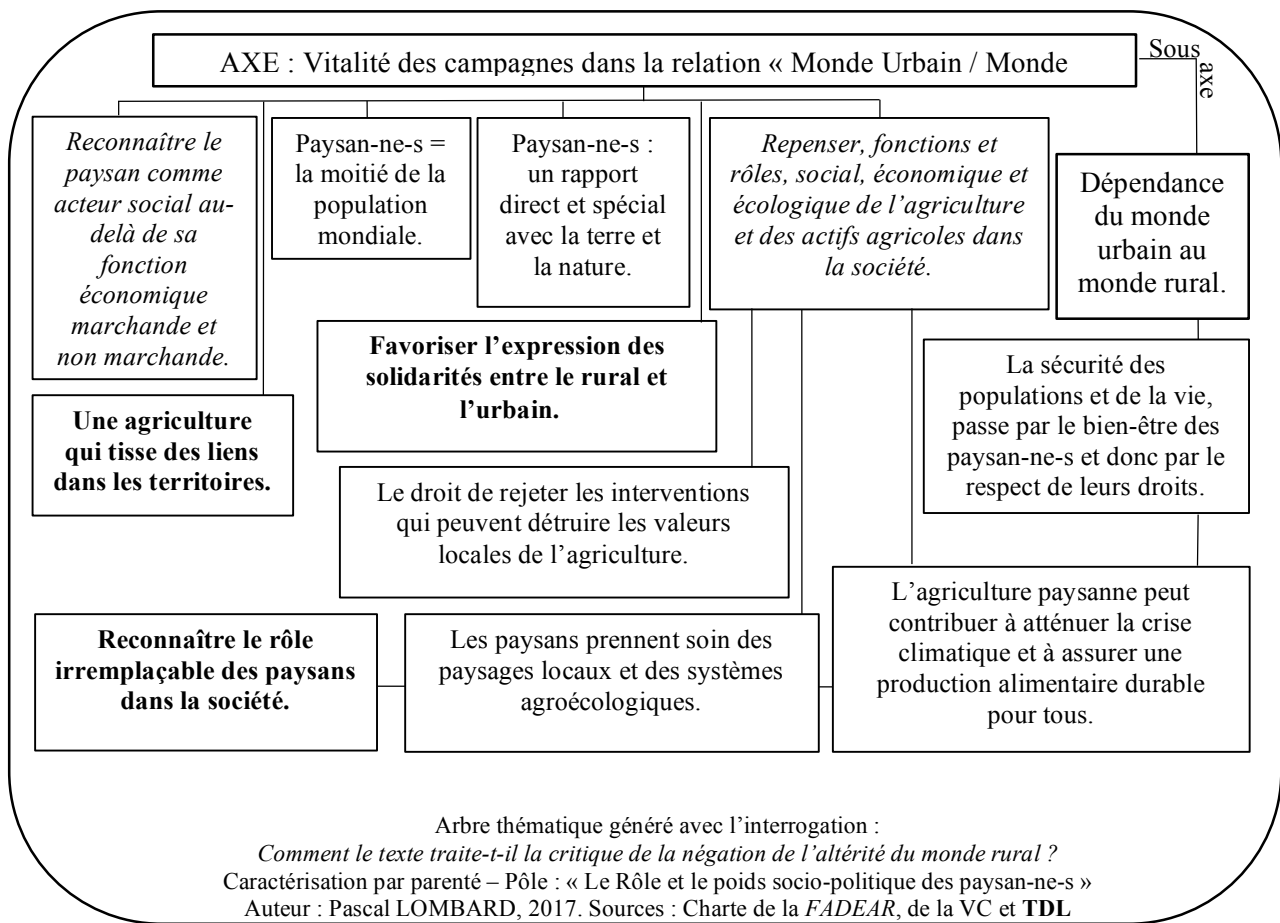 AXE : Vitalité des campagnes dans la relation « Monde Urbain / Monde
Sous
axe
Reconnaître le
paysan comme
acteur social au-
delà de sa
fonction
économique
marchande et
non marchande.
Paysan-ne-s =
la moitié de la
population
mondiale.
Paysan-ne-s :
un rapport
direct et spécial
avec la terre et
la nature.
Repenser, fonctions et
rôles, social, économique et
écologique de l’agriculture
et des actifs agricoles dans
la société.
Dépendance
du monde
urbain au
monde rural.
Favoriser l’expression des
solidarités entre le rural et
l’urbain.
La sécurité des
populations et de la vie,
passe par le bien-être des
paysan-ne-s et donc par le
respect de leurs droits.
Une agriculture
qui tisse des liens
dans les territoires.
Le droit de rejeter les interventions
qui peuvent détruire les valeurs
locales de l’agriculture.
L’agriculture paysanne peut
contribuer à atténuer la crise
climatique et à assurer une
production alimentaire durable
pour tous.
Reconnaître le rôle
irremplaçable des paysans
dans la société.
Les paysans prennent soin des
paysages locaux et des systèmes
agroécologiques.
Arbre thématique généré avec l’interrogation :
Comment le texte traite-t-il la critique de la négation de l’altérité du monde rural ?
Caractérisation par parenté – Pôle : « Le Rôle et le poids socio-politique des paysan-ne-s »
Auteur : Pascal LOMBARD, 2017. Sources : Charte de la FADEAR, de la VC et TDL